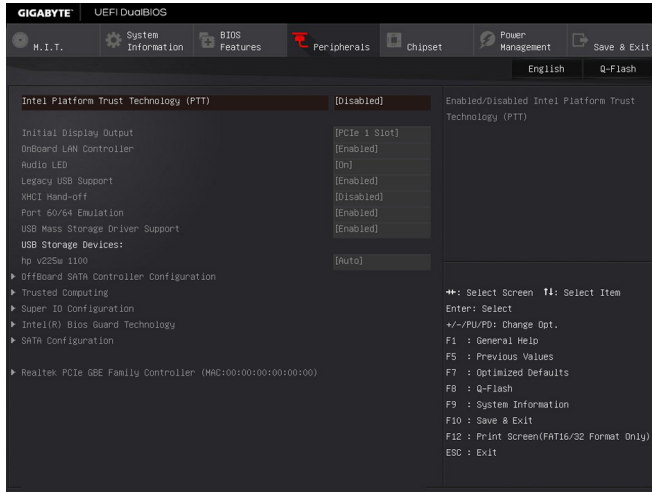 GIGABYTE™ UEFI DualBIOS
M.I.T.
System Information
BIOS Features
Peripherals
Chipset
Power Management
Save & Exit
English Q-Flash
Intel Platform Trust Technology (PTT) [Disabled]
Enabled/Disabled Intel Platform Trust
Technology (PTT)
Initial Display Output [PCIe 1 Slot]
OnBoard LAN Controller [Enabled]
Audio LED [On]
Legacy USB Support [Enabled]
XHCI Hand-off [Disabled]
Port 60/64 Emulation [Enabled]
USB Mass Storage Driver Support [Enabled]
USB Storage Devices:
hp v225w 1100 [Auto]
OffBoard SATA Controller Configuration
Trusted Computing
Super IO Configuration
Intel(R) Bios Guard Technology
SATA Configuration
Realtek PCIe GBE Family Controller (MAC:00:00:00:00:00:00)
→←: Select Screen ↑↓: Select Item
Enter: Select
+/-/PU/PD: Change Opt.
F1 : General Help
F5 : Previous Values
F7 : Optimized Defaults
F8 : Q-Flash
F9 : System Information
F10 : Save & Exit
F12 : Print Screen(FAT16/32 Format Only)
ESC : Exit